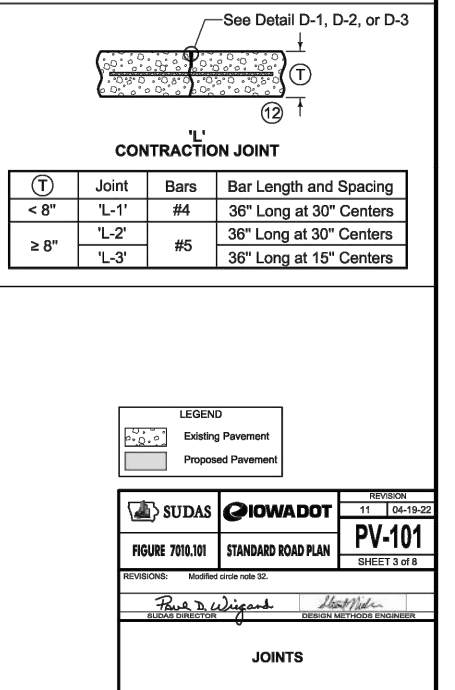 See Detail D-1, D-2, or D-3
T
12
'L'
CONTRACTION JOINT
T Joint Bars Bar Length and Spacing
< 8" 'L-1' #4 36" Long at 30" Centers
≥ 8" 'L-2' #5 36" Long at 30" Centers
'L-3' 36" Long at 15" Centers
LEGEND
Existing Pavement
Proposed Pavement
SUDAS
IOWADOT
REVISION
11 04-19-22
FIGURE 7010.101
STANDARD ROAD PLAN
PV-101
SHEET 3 of 8
REVISIONS: Modified circle note 32.
Paul D. Wiegand
SUDAS DIRECTOR
DESIGN METHODS ENGINEER
JOINTS